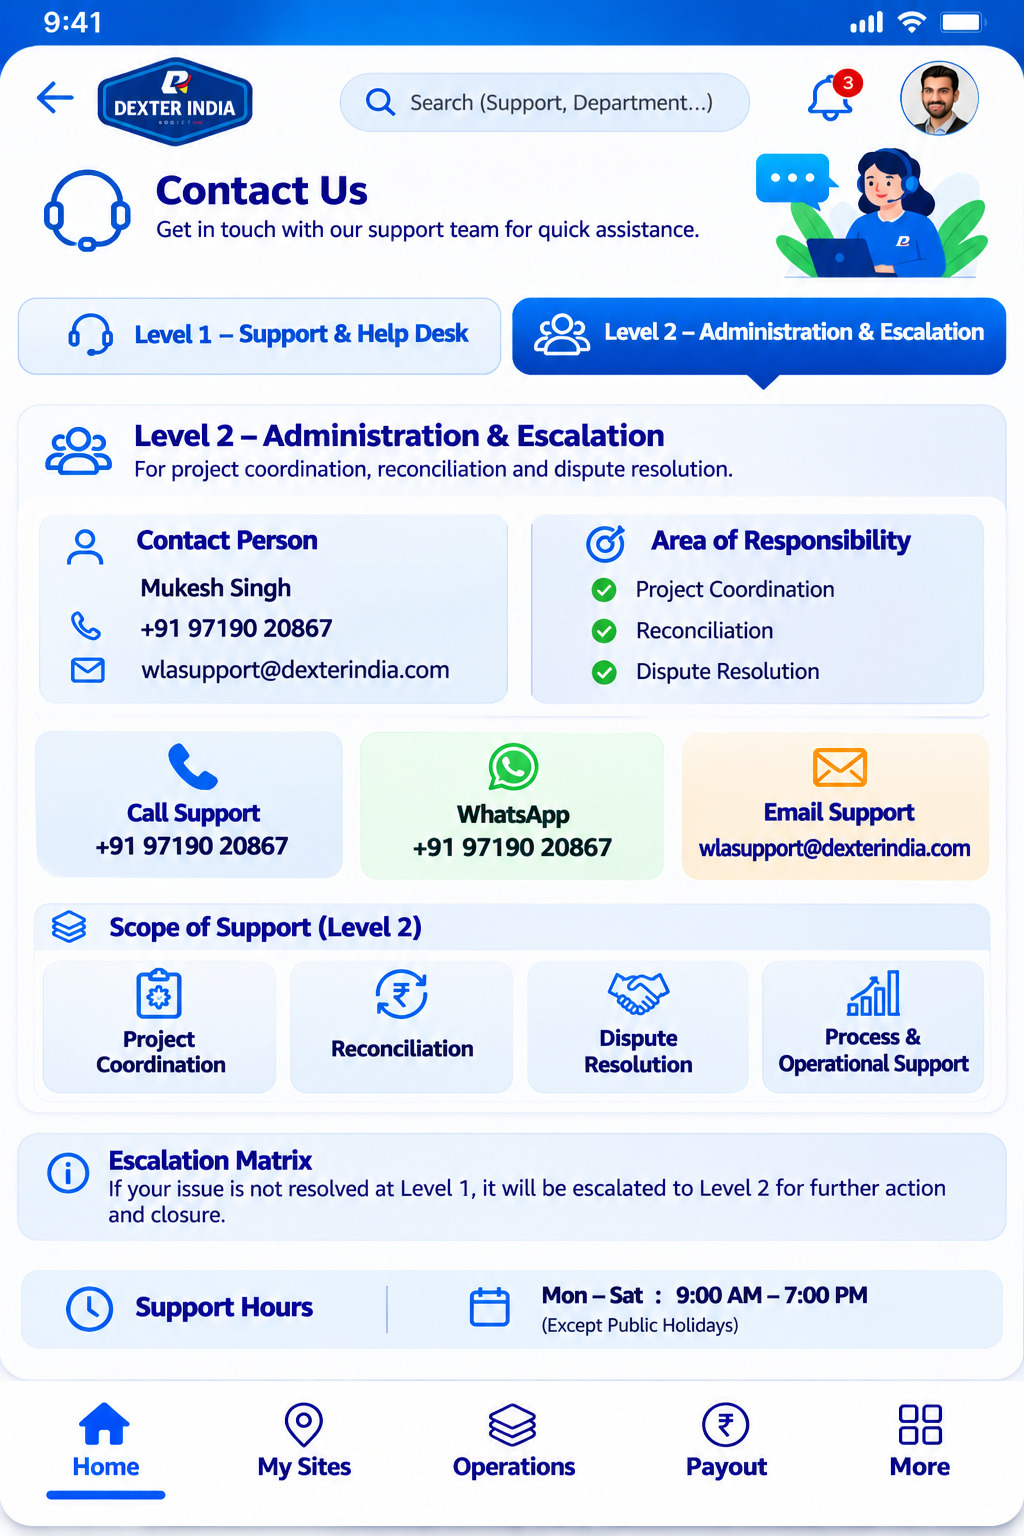 9:41
DEXTER INDIA
Search (Support, Department...)
3
Contact Us
Get in touch with our support team for quick assistance.
Level 1 – Support & Help Desk
Level 2 – Administration & Escalation
Level 2 – Administration & Escalation
For project coordination, reconciliation and dispute resolution.
Contact Person
Mukesh Singh
+91 97190 20867
wlasupport@dexterindia.com
Area of Responsibility
Project Coordination
Reconciliation
Dispute Resolution
Call Support
+91 97190 20867
WhatsApp
+91 97190 20867
Email Support
wlasupport@dexterindia.com
Scope of Support (Level 2)
Project
Coordination
₹
Reconciliation
Dispute
Resolution
Process &
Operational Support
Escalation Matrix
If your issue is not resolved at Level 1, it will be escalated to Level 2 for further action
and closure.
Support Hours
Mon – Sat : 9:00 AM – 7:00 PM
(Except Public Holidays)
Home
My Sites
Operations
₹
Payout
More